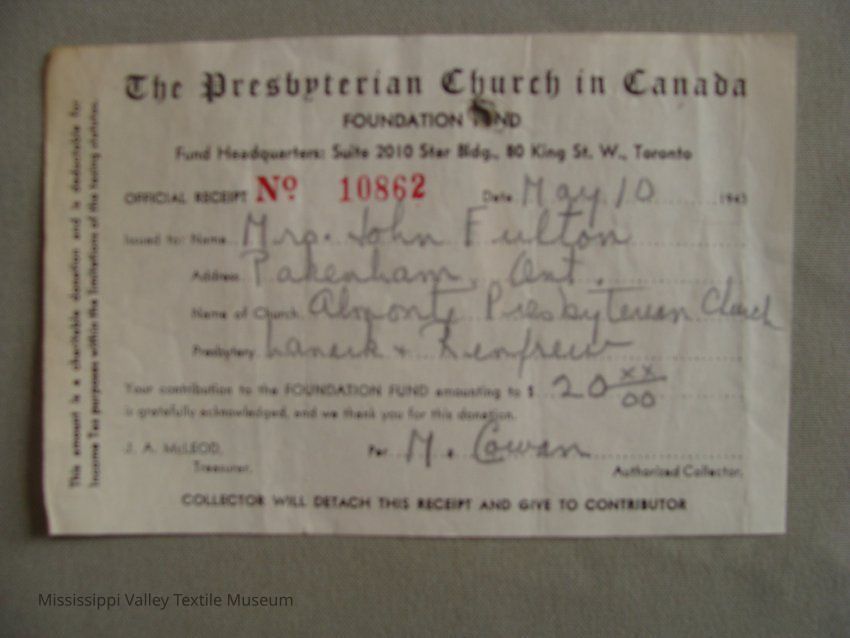 The Presbyterian Church in Canada
FOUNDATION FUND
Fund Headquarters: Suite 2010 Star Bldg., 80 King St. W., Toronto
OFFICIAL RECEIPT No 10862 Date May 10 1943
Issued to: Name Mrs. John Fulton
Address Pakenham, Ont.
Name of Church Almonte Presbyterian Church
Presbytery Lanark & Renfrew
Your contribution to the FOUNDATION FUND amounting to $ 20 xx/00
is gratefully acknowledged, and we thank you for this donation.
J. A. McLEOD, Per M. Cowan
Treasurer. Authorized Collector.
COLLECTOR WILL DETACH THIS RECEIPT AND GIVE TO CONTRIBUTOR
This amount is a charitable donation and is deductable for
Income Tax purposes within the limitations of the taxing statutes.
Mississippi Valley Textile Museum